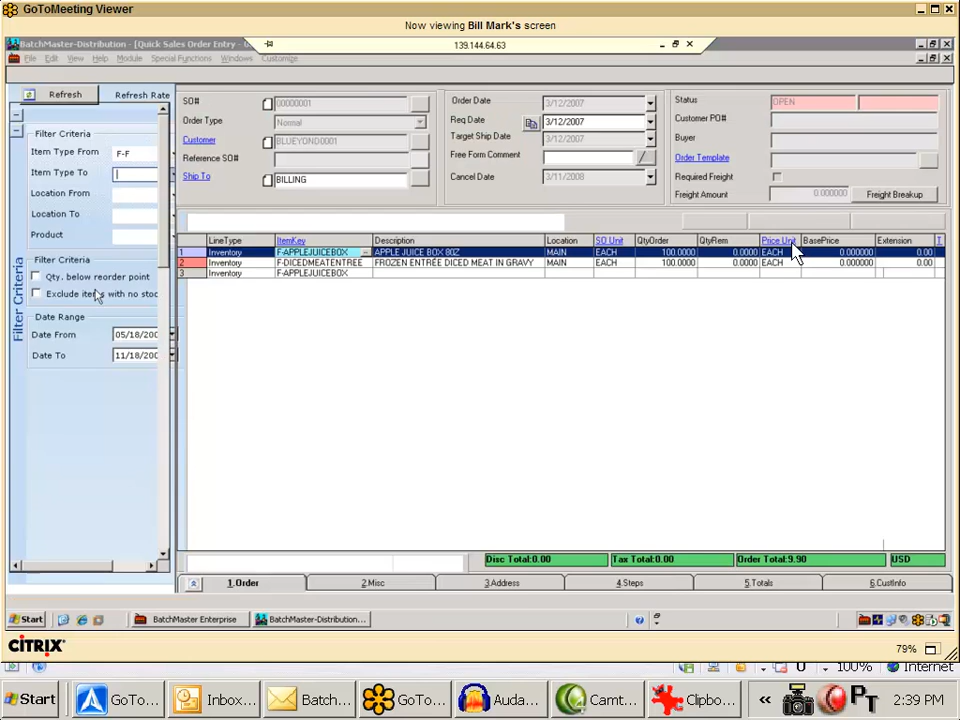 GoToMeeting Viewer
Now viewing Bill Mark's screen
BatchMaster-Distribution - [Quick Sales Order Entry -
139.144.64.63
File Edit View Help Module Special Functions Windows Customize
Refresh
Refresh Rate
Filter Criteria
Item Type From F-F
Item Type To
Location From
Location To
Product
Filter Criteria
Qty. below reorder point
Exclude items with no stoc
Date Range
Date From 05/18/200
Date To 11/18/200
Filter Criteria
SO# 00000001
Order Type Normal
Customer BLUEYOND0001
Reference SO#
Ship To BILLING
Order Date 3/12/2007
Req Date 3/12/2007
Target Ship Date 3/12/2007
Free Form Comment
Cancel Date 3/11/2008
Status OPEN
Customer PO#
Buyer
Order Template
Required Freight
Freight Amount 0.000000 Freight Breakup
LineType ItemKey Description Location SO Unit QtyOrder QtyRem Price Unit BasePrice Extension T
1 Inventory F-APPLEJUICEBOX APPLE JUICE BOX 8OZ MAIN EACH 100.0000 0.0000 EACH 0.000000 0.00
2 Inventory F-DICEDMEATENTREE FROZEN ENTRÉE DICED MEAT IN GRAVY MAIN EACH 100.0000 0.0000 EACH 0.000000 0.00
3 Inventory F-APPLEJUICEBOX
Disc Total:0.00 Tax Total:0.00 Order Total:9.90 USD
1.Order 2.Misc 3.Address 4.Steps 5.Totals 6.CustInfo
Start BatchMaster Enterprise BatchMaster-Distribution...
CITRIX
79%
100%
Internet
Start GoTo... Inbox... Batch... GoTo... Auda... Camt... Clipbo... PT 2:39 PM